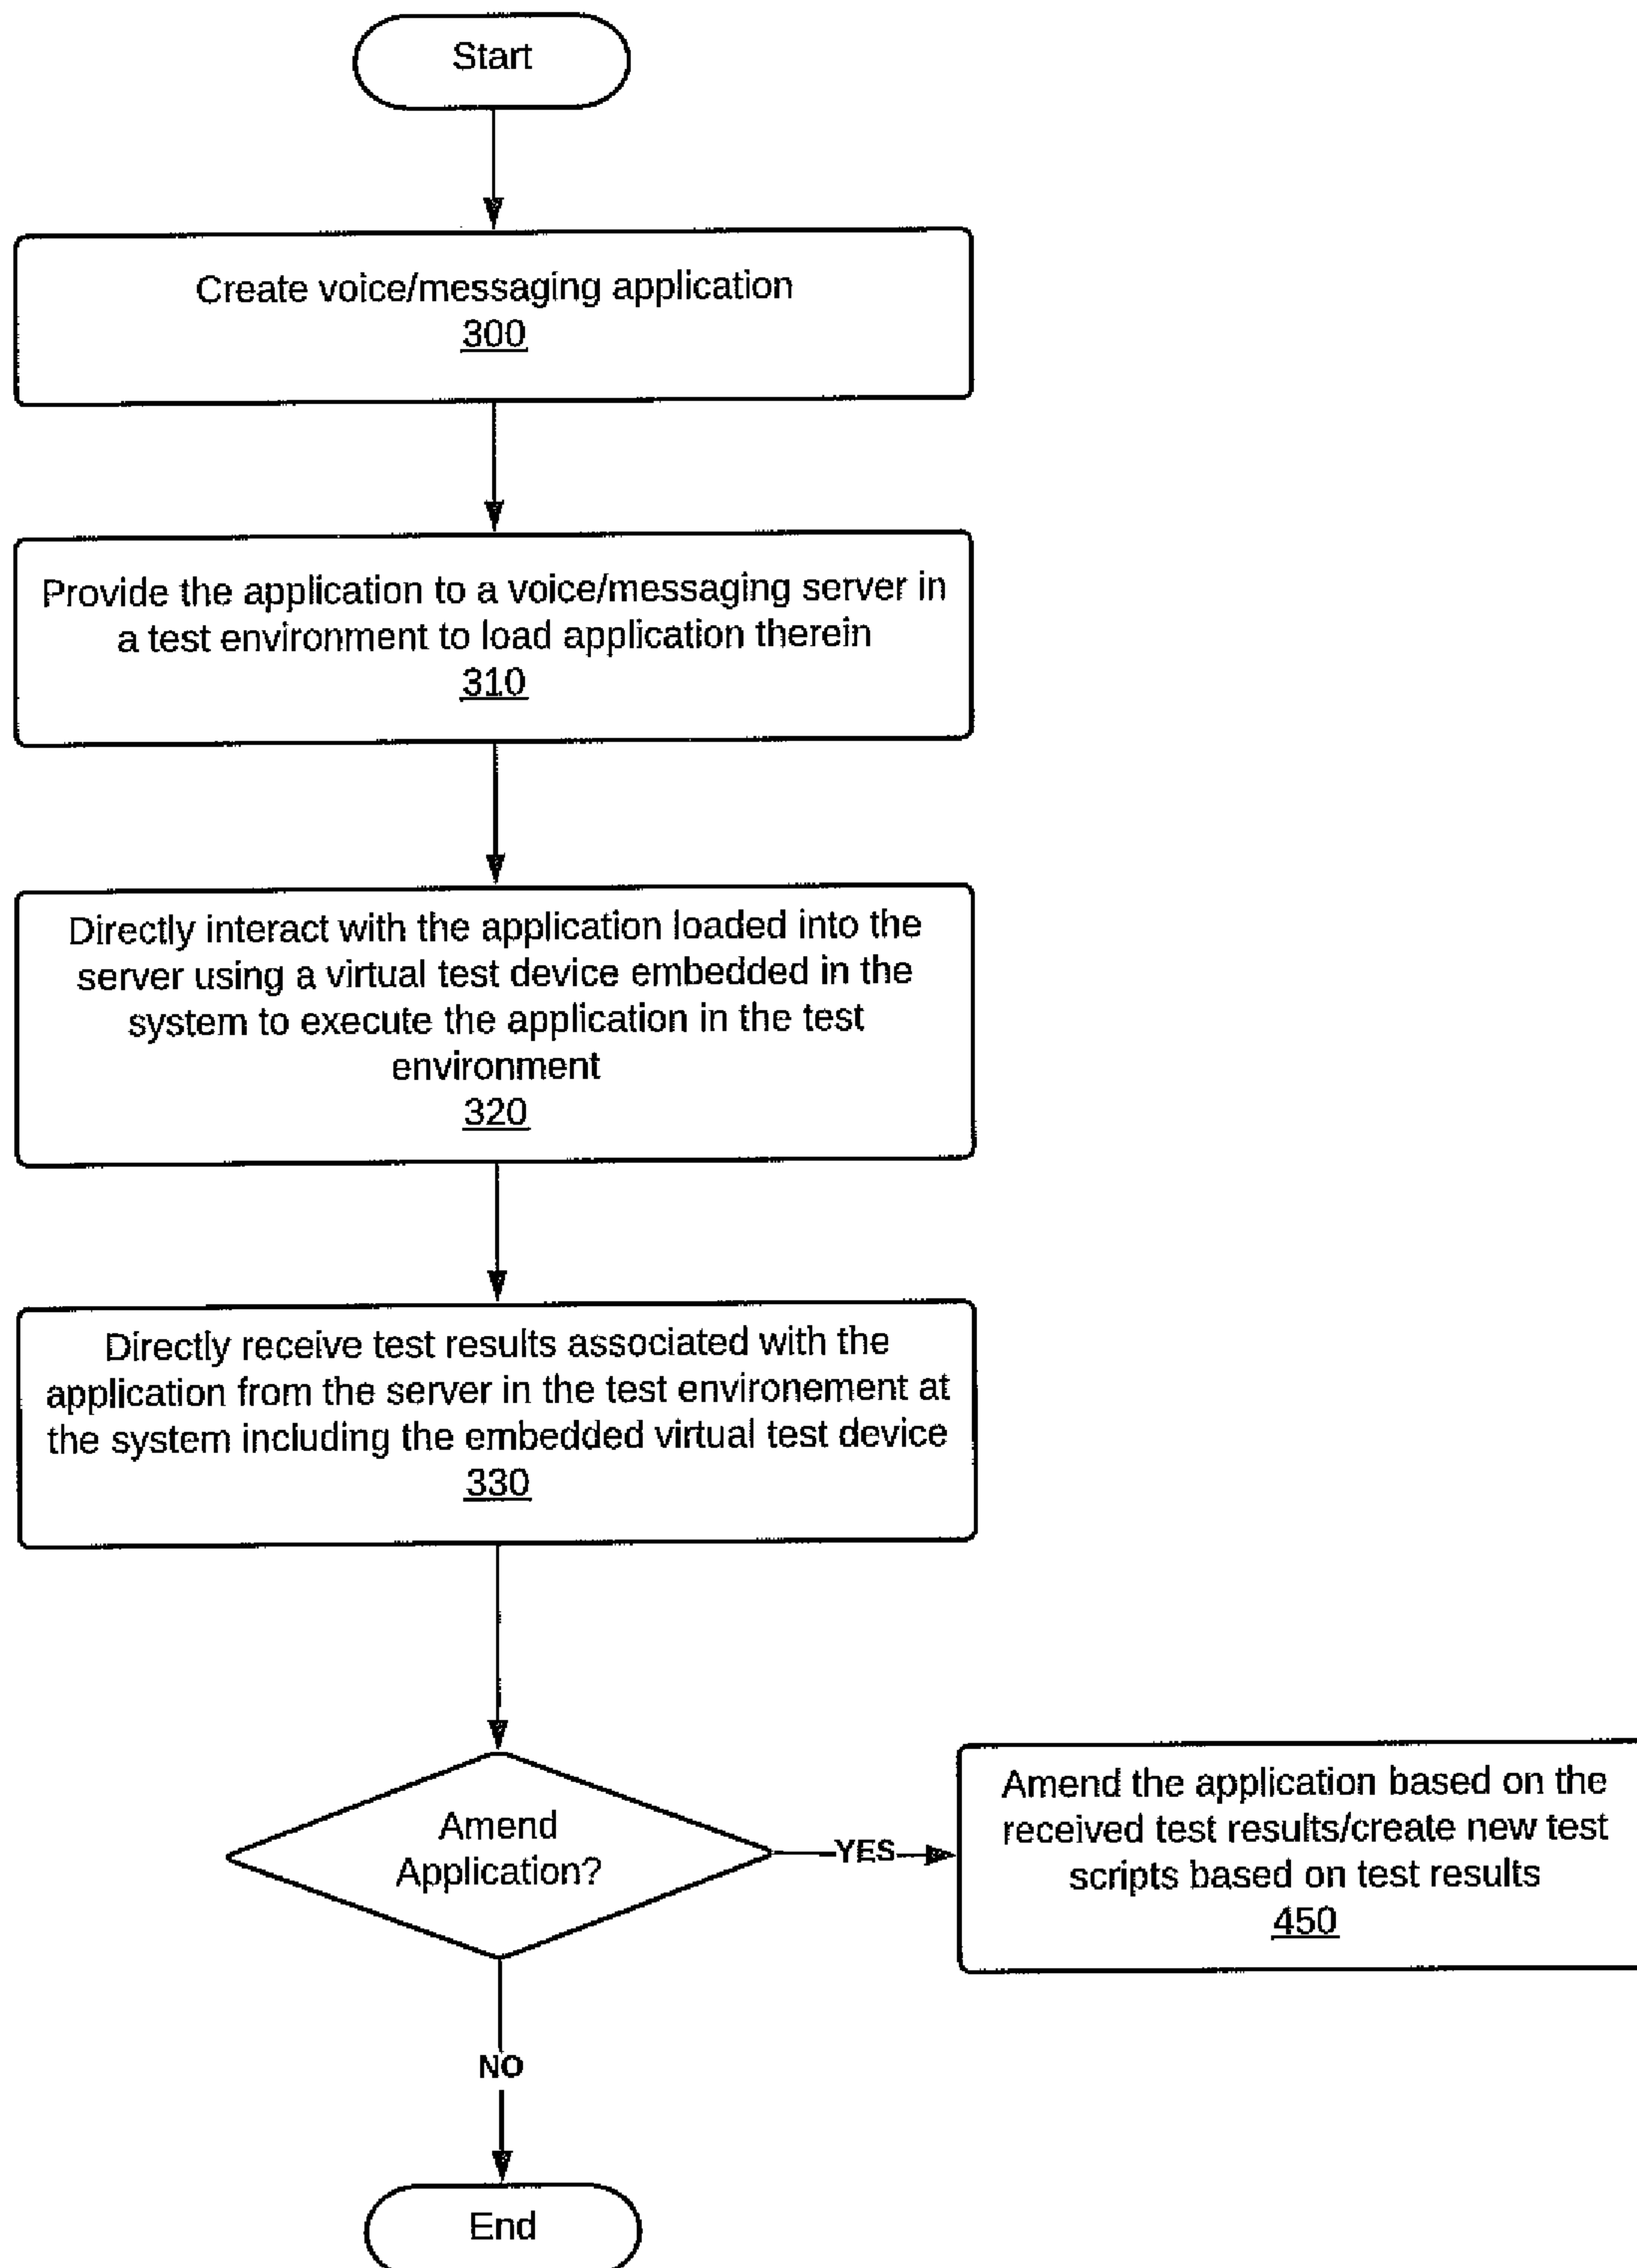 Start
Create voice/messaging application
300
Provide the application to a voice/messaging server in
a test environment to load application therein
310
Directly interact with the application loaded into the
server using a virtual test device embedded in the
system to execute the application in the test
environment
320
Directly receive test results associated with the
application from the server in the test environement at
the system including the embedded virtual test device
330
Amend
Application?
YES
Amend the application based on the
received test results/create new test
scripts based on test results
450
NO
End